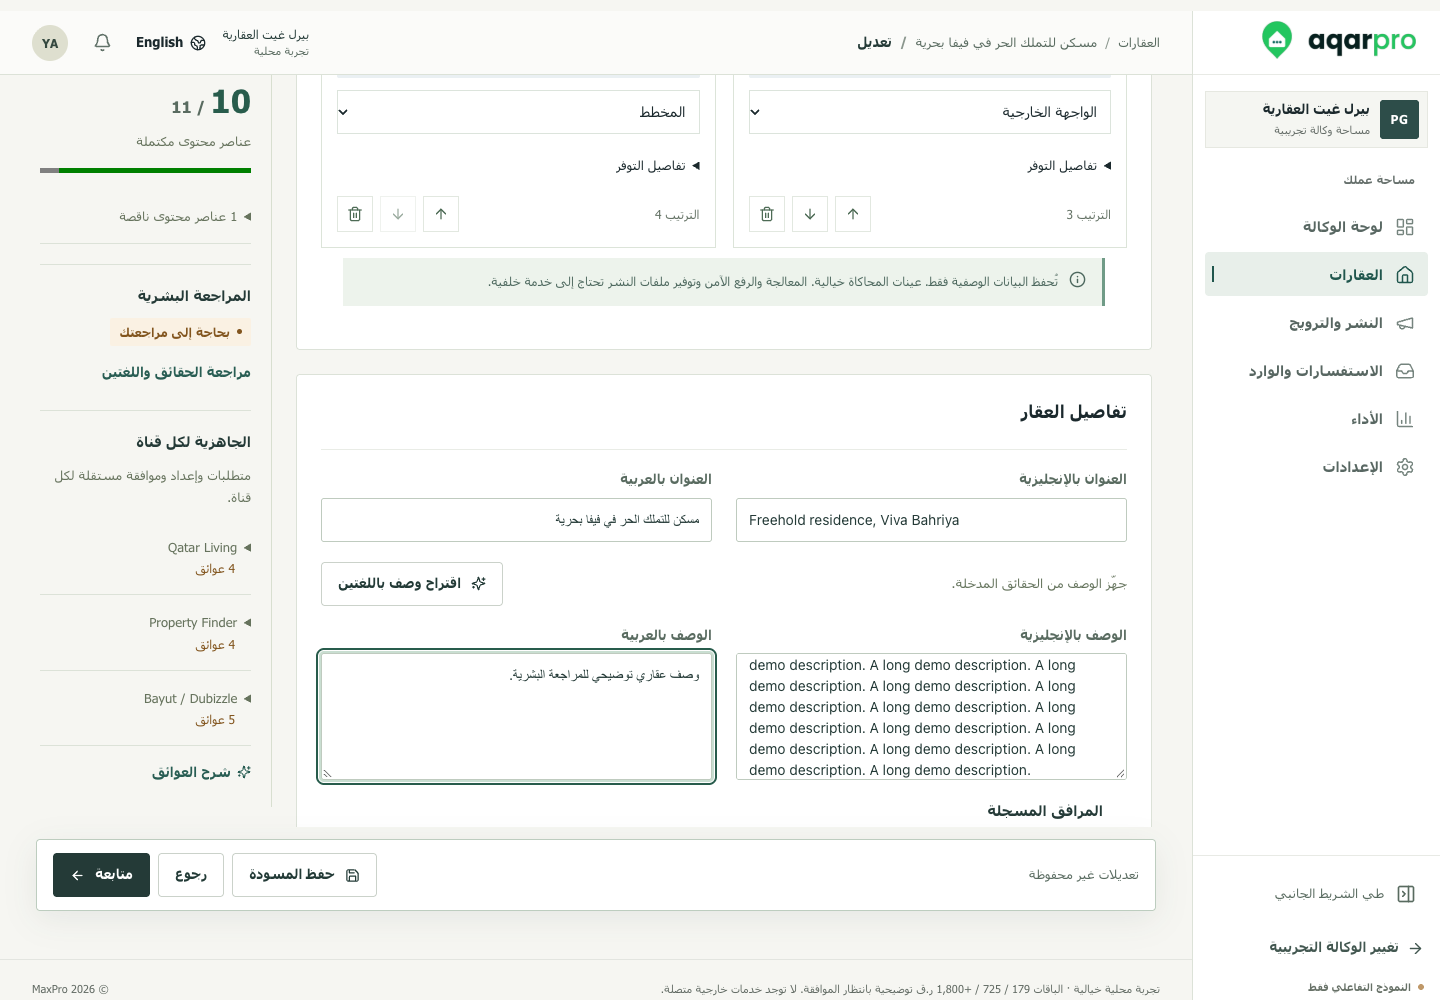 aqarpro
PG
بيرل غيت العقارية
مساحة وكالة تجريبية
مساحة عملك
لوحة الوكالة
العقارات
النشر والترويج
الاستفسارات والوارد
الأداء
الإعدادات
طي الشريط الجانبي
تغيير الوكالة التجريبية
النموذج التفاعلي فقط
العقارات / مسكن للتملك الحر في فيفا بحرية / تعديل
بيرل غيت العقارية
تجربة محلية
English
YA
الواجهة الخارجية
تفاصيل التوفر
الترتيب 3
المخطط
تفاصيل التوفر
الترتيب 4
تُحفظ البيانات الوصفية فقط. عينات المحاكاة خيالية. المعالجة والرفع الآمن وتوفير ملفات النشر تحتاج إلى خدمة خلفية.
تفاصيل العقار
العنوان بالإنجليزية
Freehold residence, Viva Bahriya
العنوان بالعربية
مسكن للتملك الحر في فيفا بحرية
جهّز الوصف من الحقائق المدخلة.
اقتراح وصف باللغتين
الوصف بالإنجليزية
demo description. A long demo description. A long
demo description. A long demo description. A long
demo description. A long demo description. A long
demo description. A long demo description. A long
demo description. A long demo description. A long
demo description. A long demo description.
الوصف بالعربية
وصف عقاري توضيحي للمراجعة البشرية.
المرافق المسجلة
10 / 11
عناصر محتوى مكتملة
1 عناصر محتوى ناقصة
المراجعة البشرية
• بحاجة إلى مراجعتك
مراجعة الحقائق واللغتين
الجاهزية لكل قناة
متطلبات وإعداد وموافقة مستقلة لكل
قناة.
Qatar Living
4 عوائق
Property Finder
4 عوائق
Bayut / Dubizzle
5 عوائق
شرح العوائق
تعديلات غير محفوظة
حفظ المسودة
رجوع
متابعة
تجربة محلية خيالية · الباقات 179 / 725 / +1,800 ر.ق توضيحية بانتظار الموافقة. لا توجد خدمات خارجية متصلة.
© 2026 MaxPro